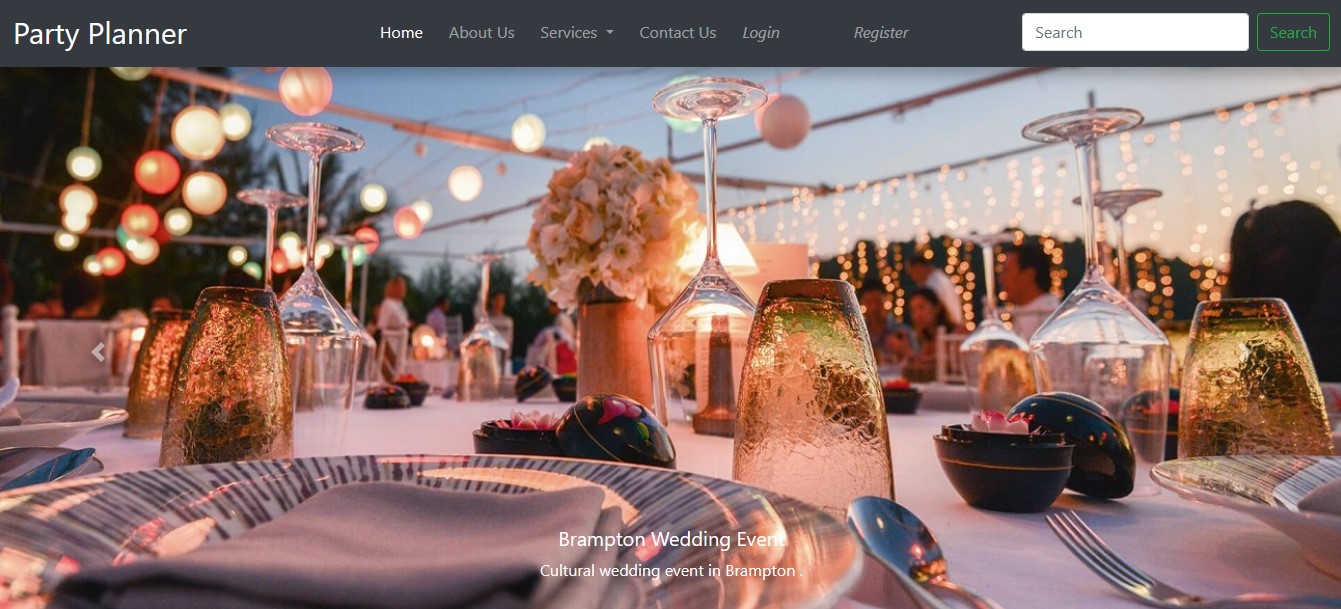 Party Planner Home About Us Services Contact Us Login Register Search Search
Brampton Wedding Event
Cultural wedding event in Brampton .